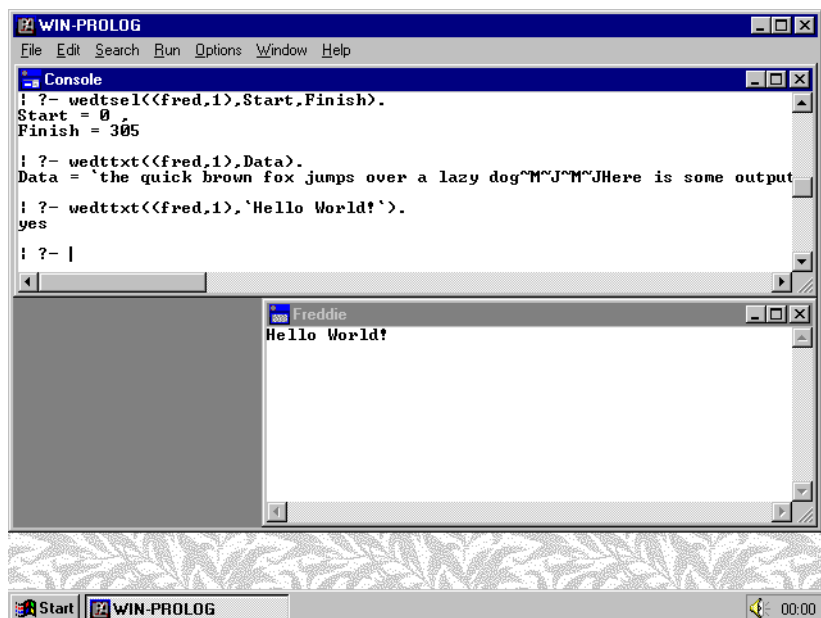 WIN-PROLOG
File Edit Search Run Options Window Help
Console
¦ ?- wedtsel((fred,1),Start,Finish).
Start = 0 ,
Finish = 305
¦ ?- wedttxt((fred,1),Data).
Data = `the quick brown fox jumps over a lazy dog~M~J~M~JHere is some output
¦ ?- wedttxt((fred,1),`Hello World!`).
yes
¦ ?- |
Freddie
Hello World!
Start WIN-PROLOG 00:00